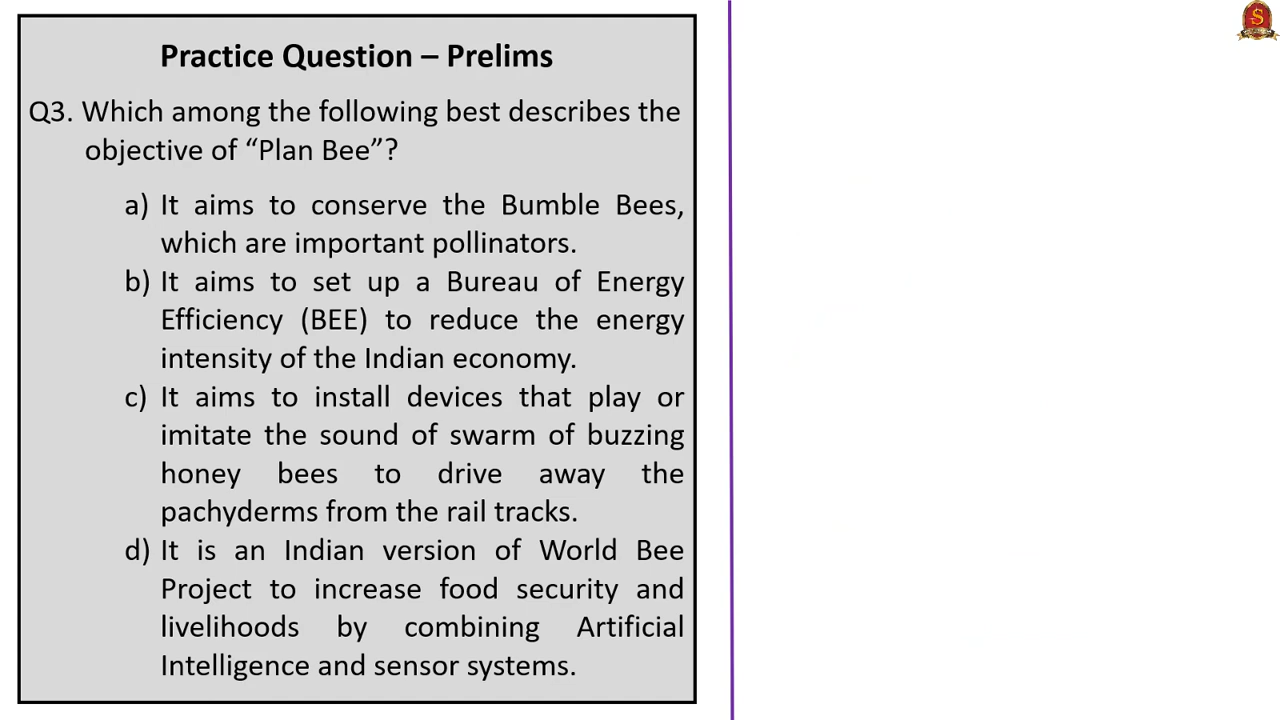 Practice Question – Prelims
Q3. Which among the following best describes the
objective of “Plan Bee”?
a) It aims to conserve the Bumble Bees,
which are important pollinators.
b) It aims to set up a Bureau of Energy
Efficiency (BEE) to reduce the energy
intensity of the Indian economy.
c) It aims to install devices that play or
imitate the sound of swarm of buzzing
honey bees to drive away the
pachyderms from the rail tracks.
d) It is an Indian version of World Bee
Project to increase food security and
livelihoods by combining Artificial
Intelligence and sensor systems.